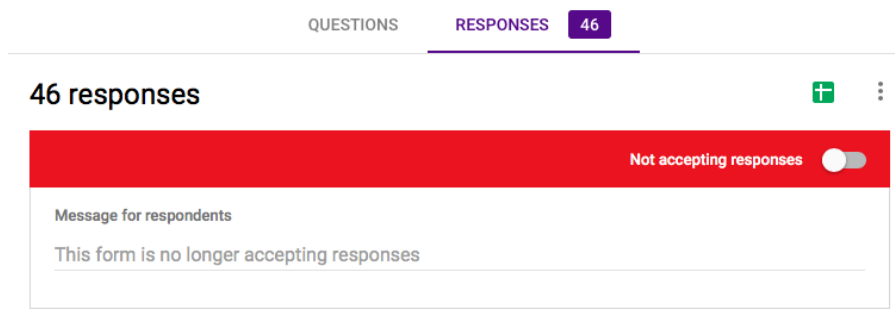 QUESTIONS RESPONSES 46
46 responses
Not accepting responses
Message for respondents
This form is no longer accepting responses